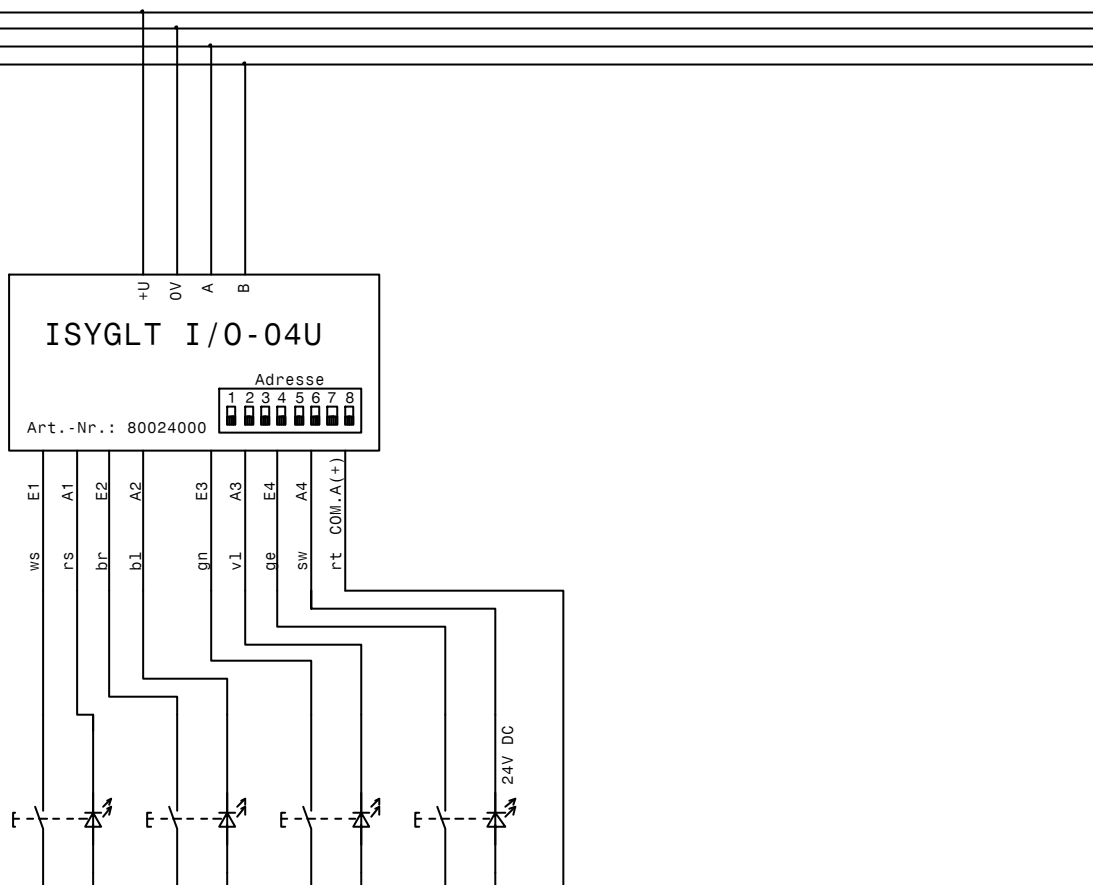 +U 0V A B
ISYGLT I/O-04U
Adresse
1 2 3 4 5 6 7 8
Art.-Nr.: 80024000
E1 A1 E2 A2 E3 A3 E4 A4 COM.A(+)
ws rs br bl gn vl ge sw rt
24V DC